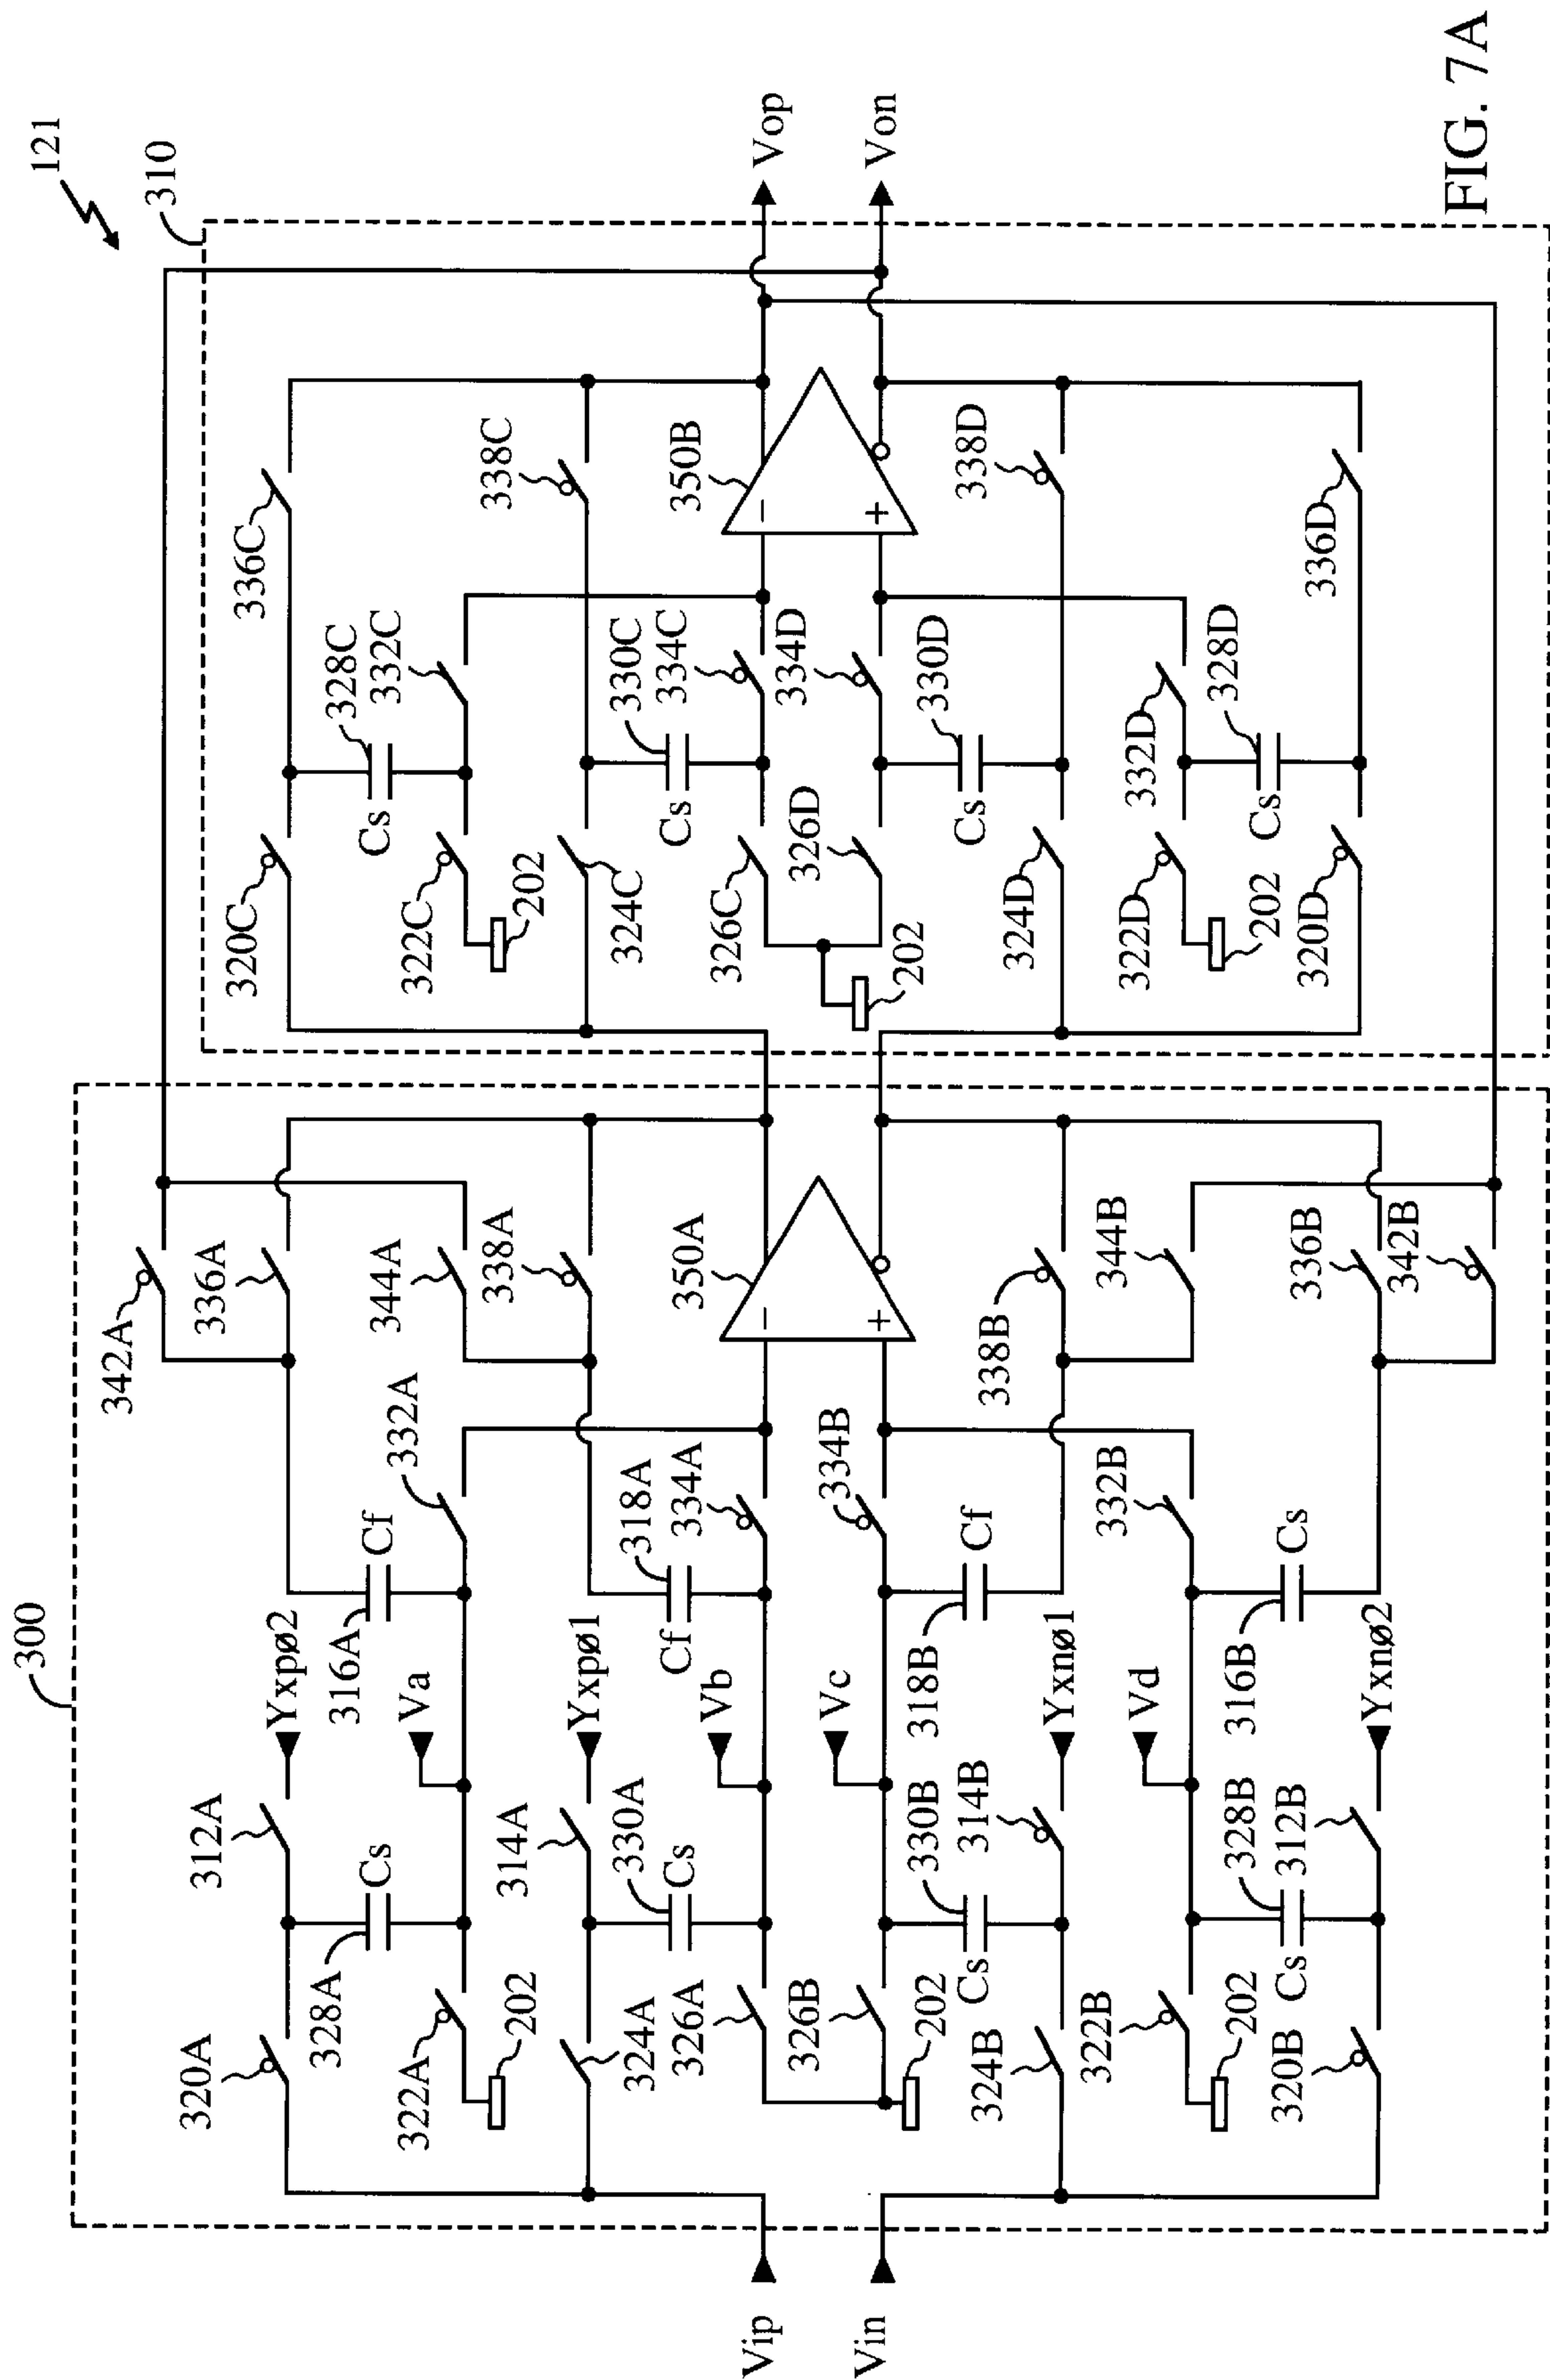 121
300
310
342A
336A
344A
338A
320A
312A
Yxpø2
316A
Cf
332A
328A
Cs
Va
322A
202
314A
Yxpø1
318A
Cf
334A
324A
330A
Cs
Vb
326A
350A
−
+
326B
Vc
334B
202
330B
Cs
314B
318B
Cf
Yxnø1
338B
344B
324B
322B
202
Vd
332B
328B
Cs
312B
316B
Cs
Yxnø2
336B
342B
320B
Vip
Vin
320C
336C
328C
Cs
332C
322C
202
338C
324C
330C
Cs
334C
326C
350B
−
+
334D
326D
202
330D
Cs
324D
338D
332D
322D
202
328D
Cs
320D
336D
Vop
Von
FIG. 7A